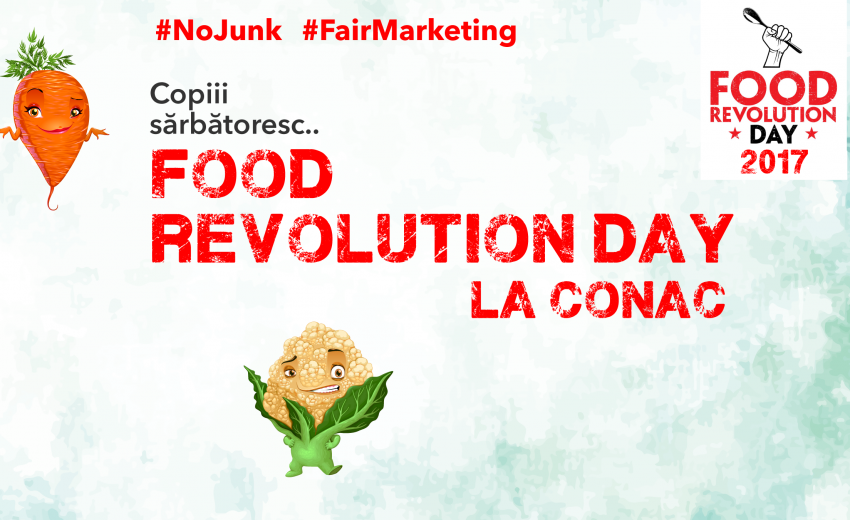 #NoJunk #FairMarketing
Copiii
sărbătoresc..
FOOD
REVOLUTION DAY
LA CONAC
FOOD
REVOLUTION
DAY
2017